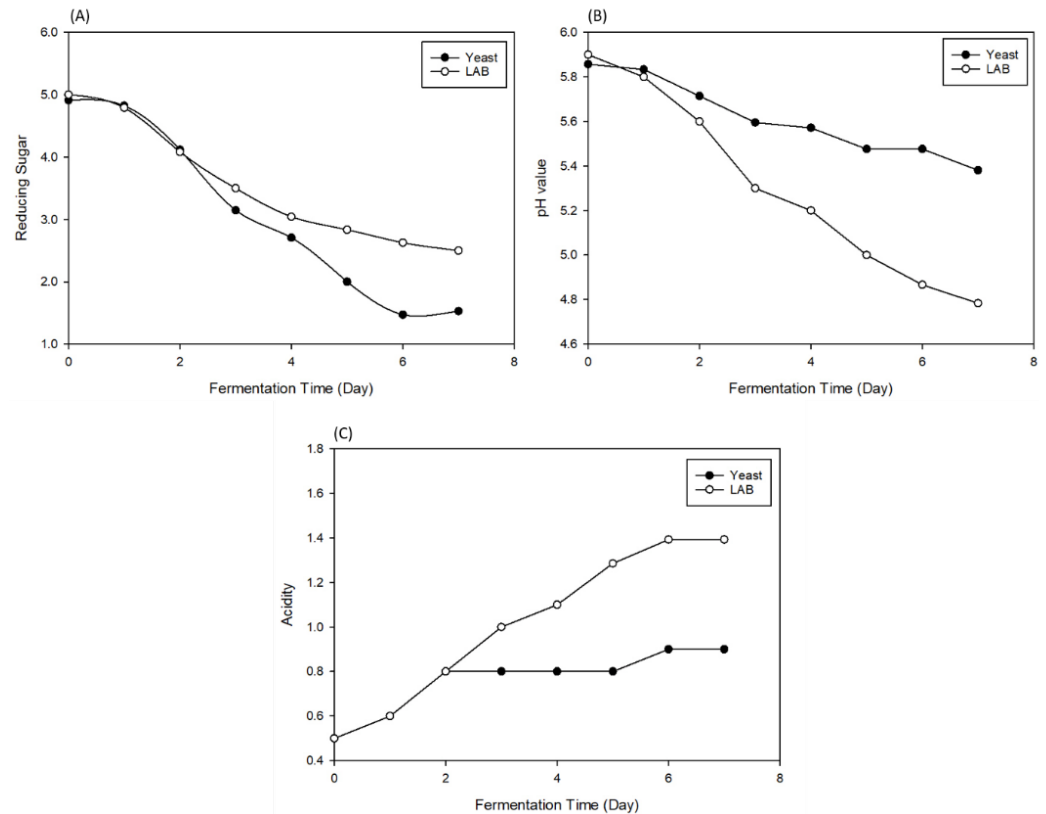 (A)
6.0
5.0
4.0
3.0
2.0
1.0
Reducing Sugar
Yeast
LAB
0 2 4 6 8
Fermentation Time (Day)
(B)
6.0
5.8
5.6
5.4
5.2
5.0
4.8
4.6
pH value
Yeast
LAB
0 2 4 6 8
Fermentation Time (Day)
(C)
1.8
1.6
1.4
1.2
1.0
0.8
0.6
0.4
Acidity
Yeast
LAB
0 2 4 6 8
Fermentation Time (Day)